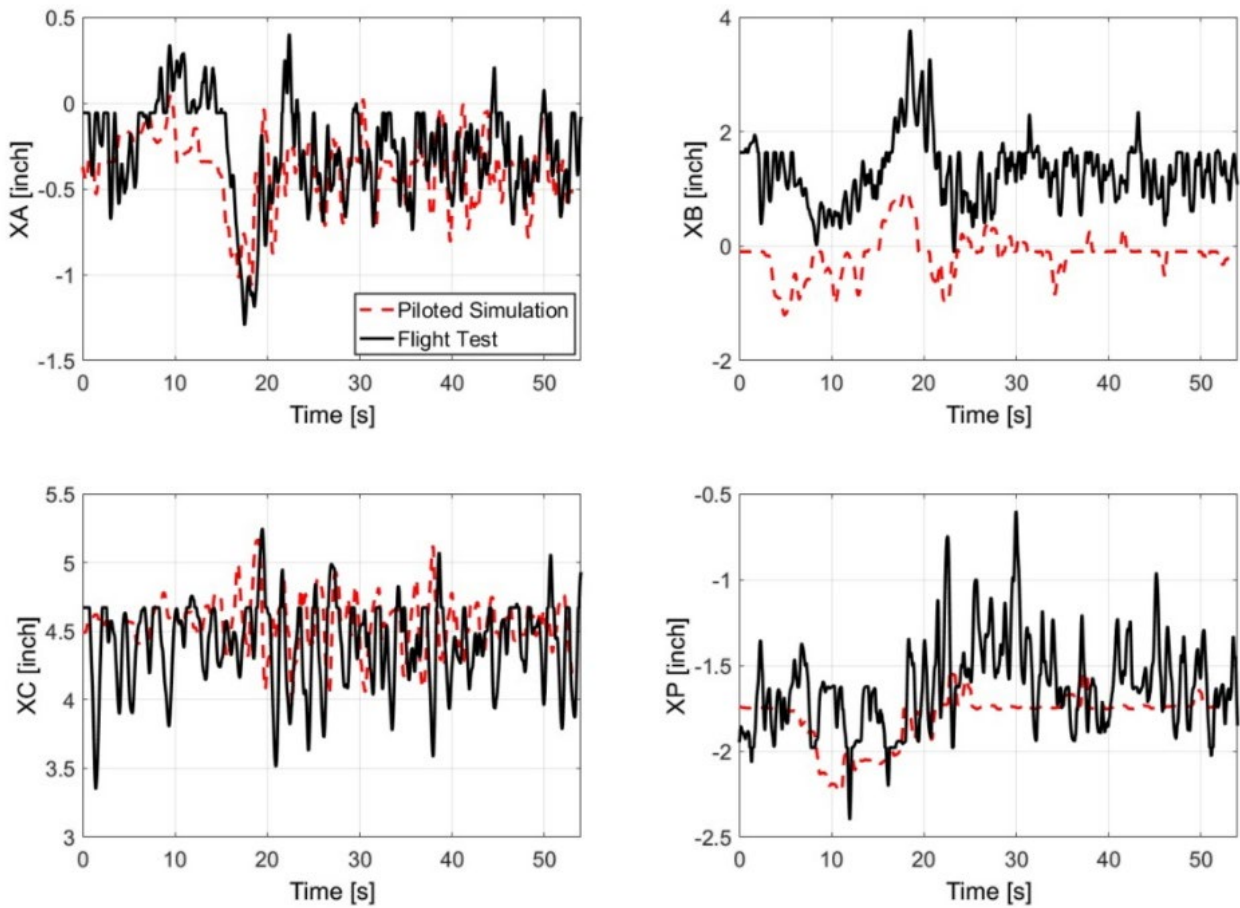 0.5
0
-0.5
-1
-1.5
XA [inch]
0 10 20 30 40 50
Time [s]
Piloted Simulation
Flight Test
4
2
0
-2
XB [inch]
0 10 20 30 40 50
Time [s]
5.5
5
4.5
4
3.5
3
XC [inch]
0 10 20 30 40 50
Time [s]
-0.5
-1
-1.5
-2
-2.5
XP [inch]
0 10 20 30 40 50
Time [s]